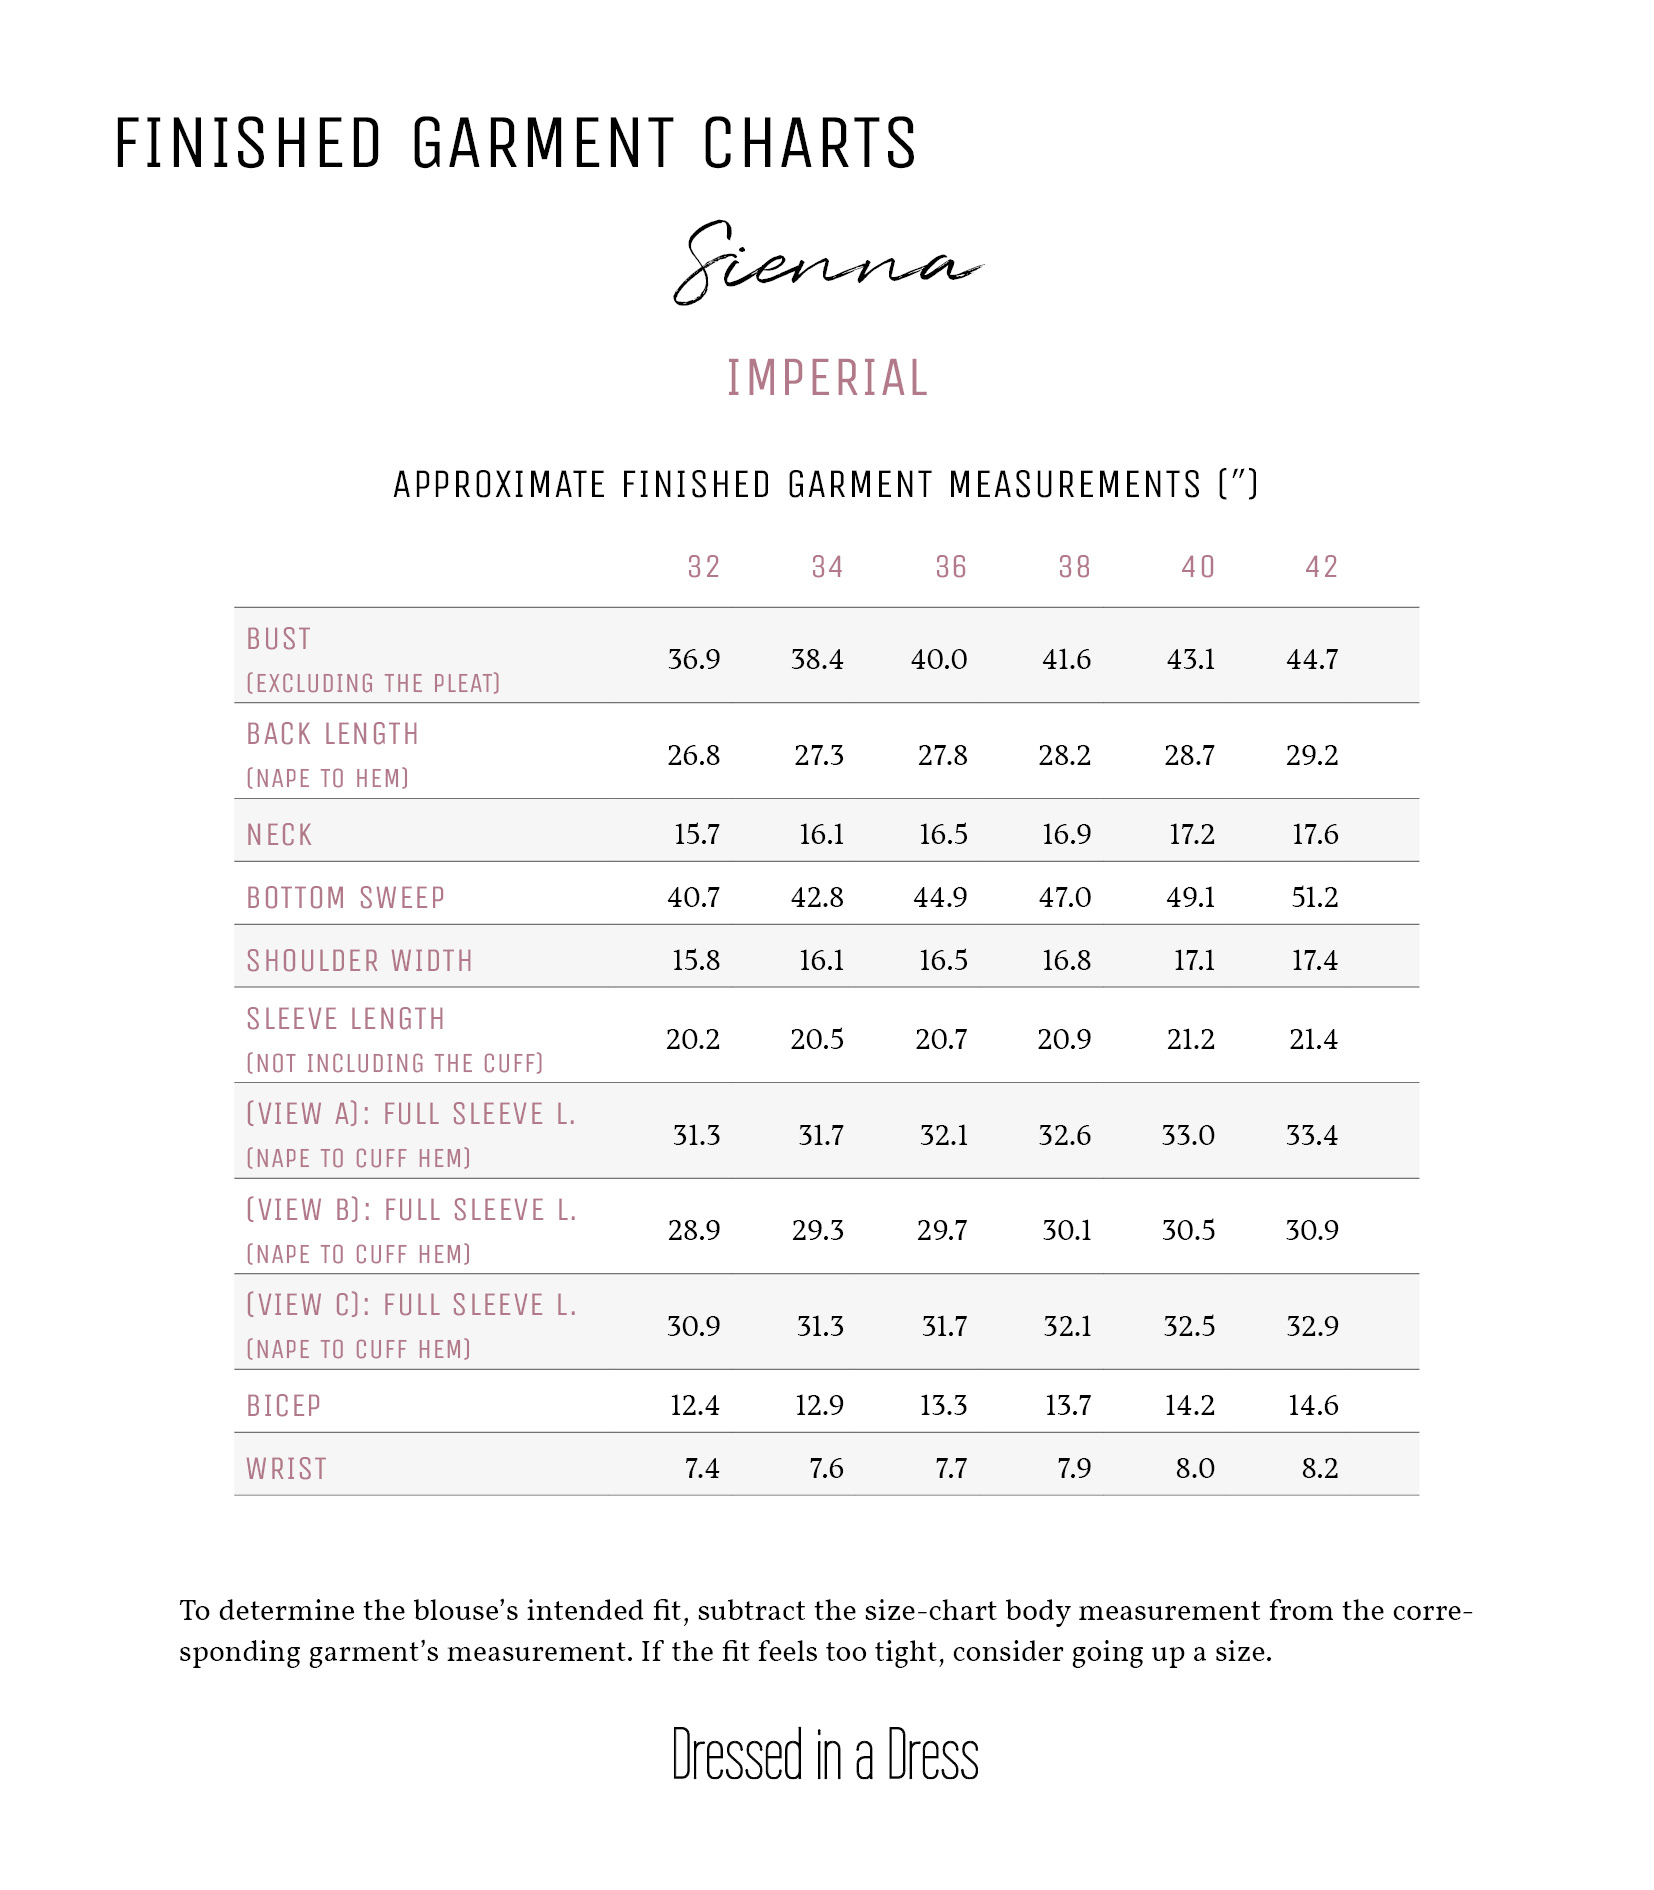 FINISHED GARMENT CHARTS
Sienna
IMPERIAL
APPROXIMATE FINISHED GARMENT MEASUREMENTS (″)
32 34 36 38 40 42
BUST
(EXCLUDING THE PLEAT)
36.9 38.4 40.0 41.6 43.1 44.7
BACK LENGTH
(NAPE TO HEM)
26.8 27.3 27.8 28.2 28.7 29.2
NECK 15.7 16.1 16.5 16.9 17.2 17.6
BOTTOM SWEEP 40.7 42.8 44.9 47.0 49.1 51.2
SHOULDER WIDTH 15.8 16.1 16.5 16.8 17.1 17.4
SLEEVE LENGTH
(NOT INCLUDING THE CUFF)
20.2 20.5 20.7 20.9 21.2 21.4
(VIEW A): FULL SLEEVE L.
(NAPE TO CUFF HEM)
31.3 31.7 32.1 32.6 33.0 33.4
(VIEW B): FULL SLEEVE L.
(NAPE TO CUFF HEM)
28.9 29.3 29.7 30.1 30.5 30.9
(VIEW C): FULL SLEEVE L.
(NAPE TO CUFF HEM)
30.9 31.3 31.7 32.1 32.5 32.9
BICEP 12.4 12.9 13.3 13.7 14.2 14.6
WRIST 7.4 7.6 7.7 7.9 8.0 8.2
To determine the blouse’s intended fit, subtract the size-chart body measurement from the corre-
sponding garment’s measurement. If the fit feels too tight, consider going up a size.
Dressed in a Dress